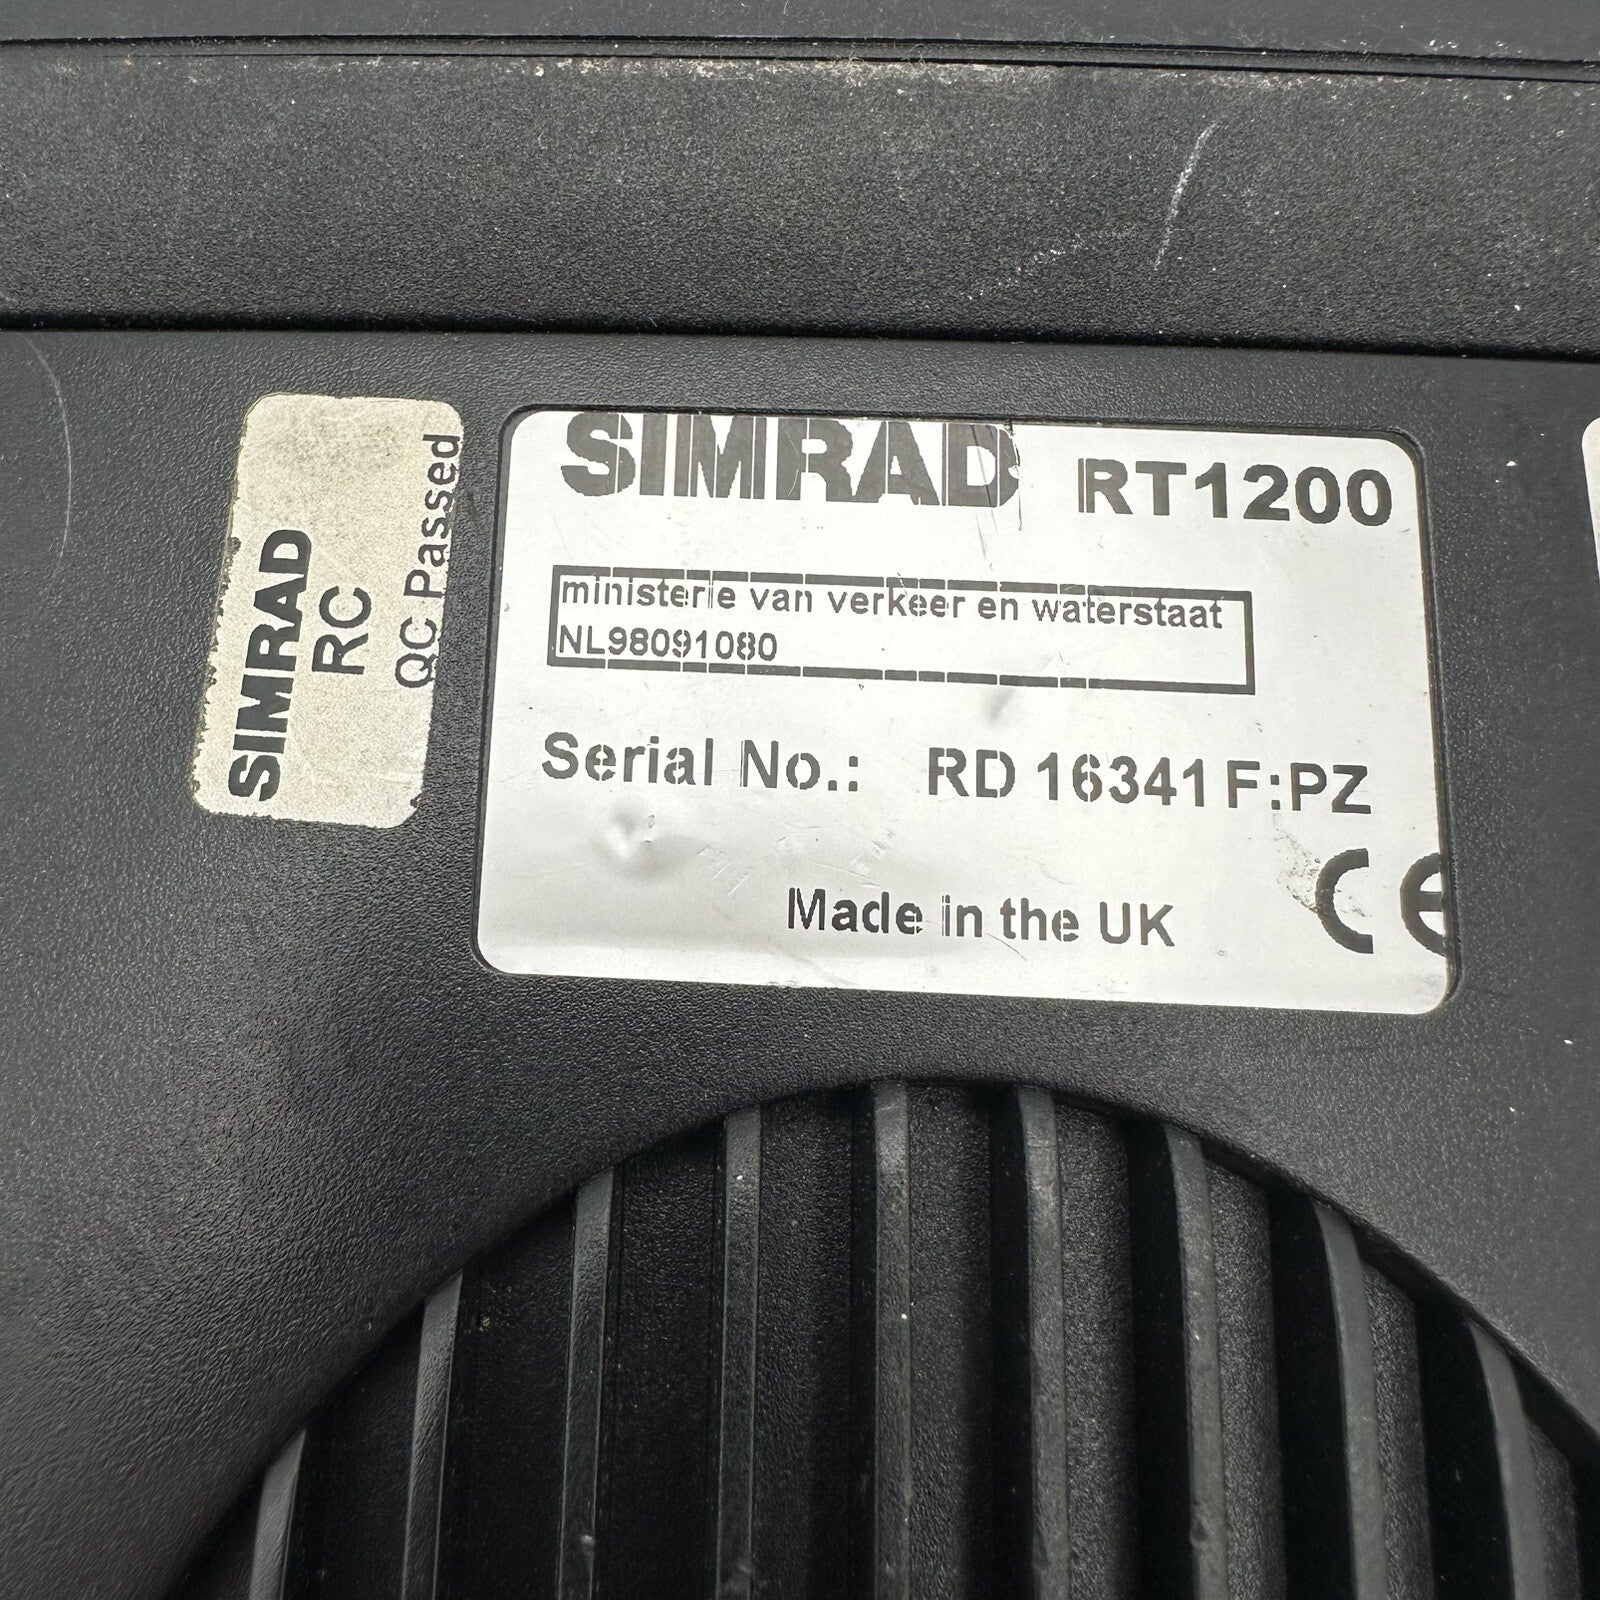 SIMRAD
RC
QC Passed
SIMRAD RT1200
ministerie van verkeer en waterstaat
NL98091080
Serial No.: RD 16341 F:PZ
Made in the UK CE